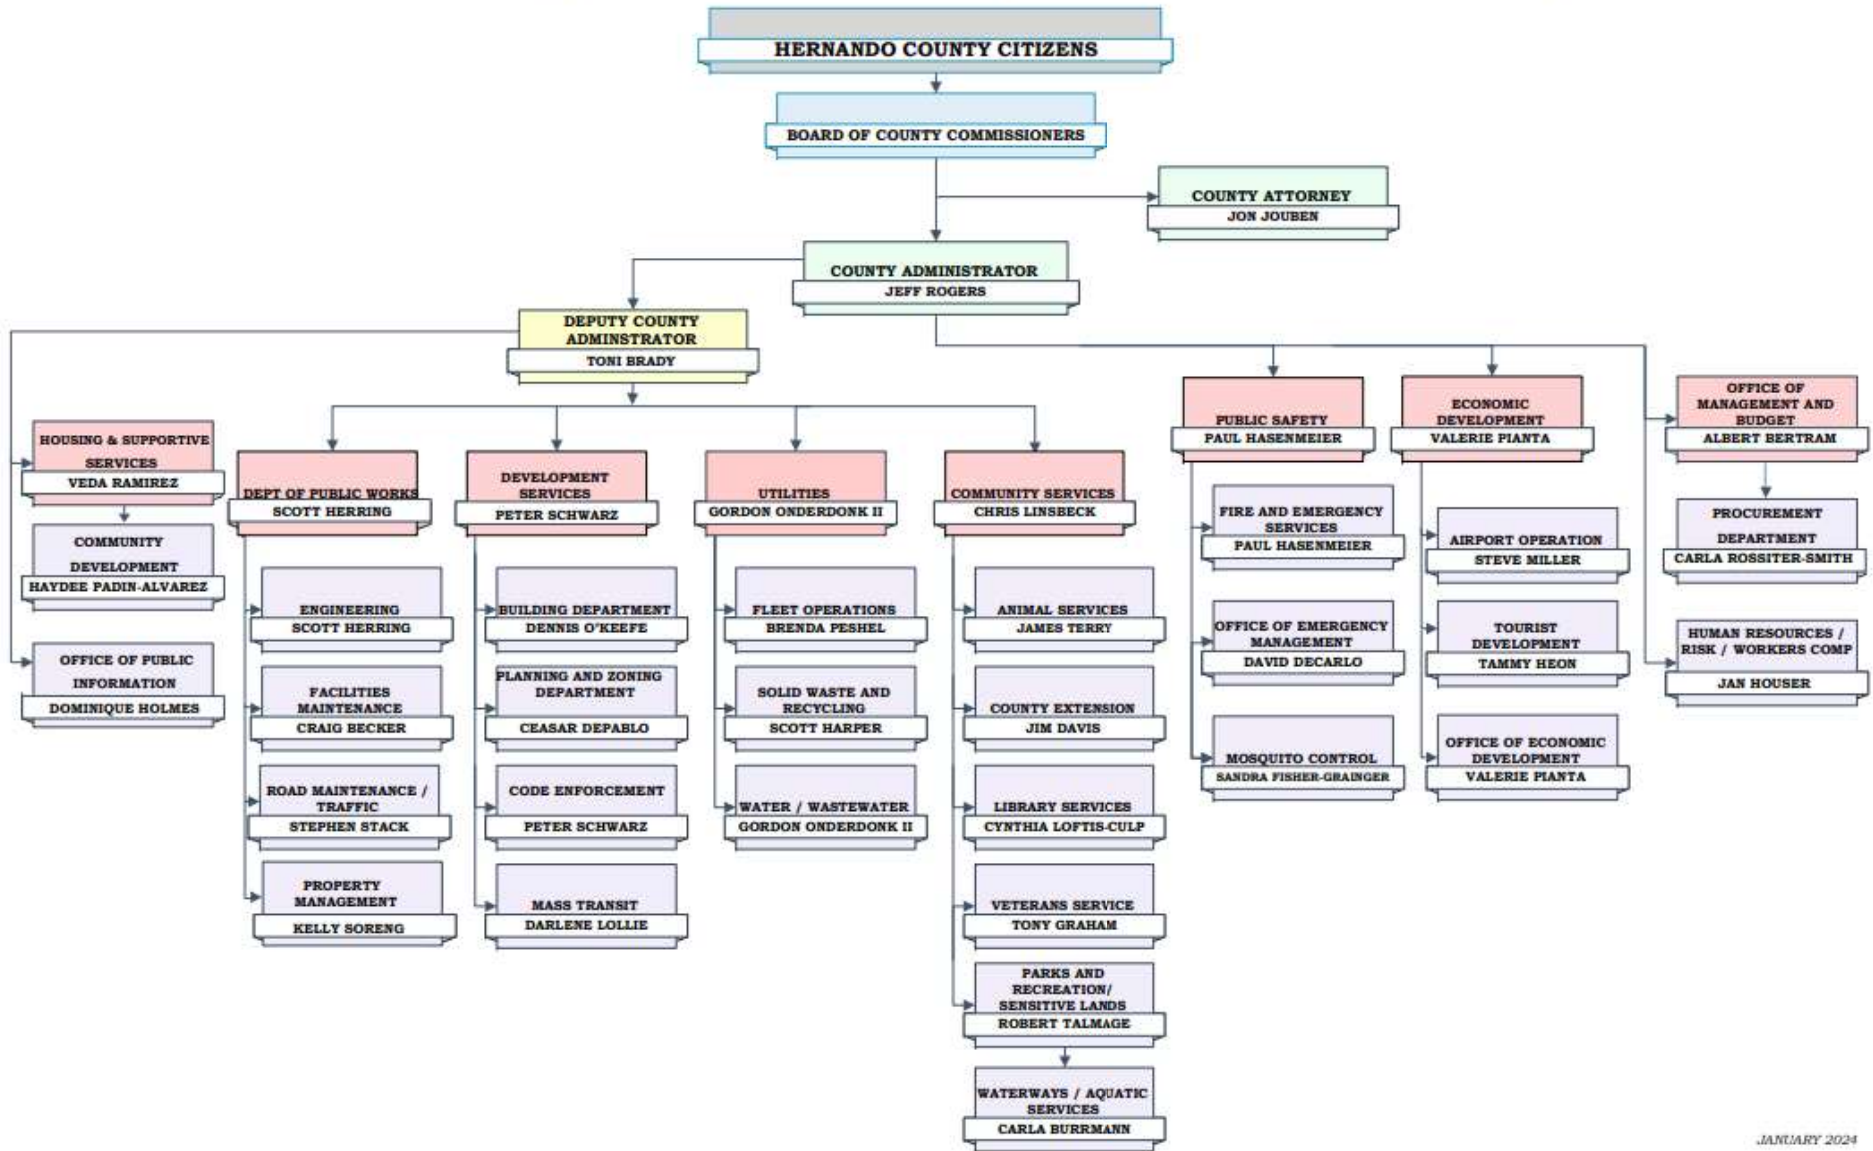 HERNANDO COUNTY CITIZENS
BOARD OF COUNTY COMMISSIONERS
COUNTY ATTORNEY
JON JOUBEN
COUNTY ADMINISTRATOR
JEFF ROGERS
DEPUTY COUNTY
ADMINSTRATOR
TONI BRADY
HOUSING & SUPPORTIVE
SERVICES
VEDA RAMIREZ
COMMUNITY
DEVELOPMENT
HAYDEE PADIN-ALVAREZ
OFFICE OF PUBLIC
INFORMATION
DOMINIQUE HOLMES
DEPT OF PUBLIC WORKS
SCOTT HERRING
ENGINEERING
SCOTT HERRING
FACILITIES
MAINTENANCE
CRAIG BECKER
ROAD MAINTENANCE /
TRAFFIC
STEPHEN STACK
PROPERTY
MANAGEMENT
KELLY SORENG
DEVELOPMENT
SERVICES
PETER SCHWARZ
BUILDING DEPARTMENT
DENNIS O'KEEFE
PLANNING AND ZONING
DEPARTMENT
CEASAR DEPABLO
CODE ENFORCEMENT
PETER SCHWARZ
MASS TRANSIT
DARLENE LOLLIE
UTILITIES
GORDON ONDERDONK II
FLEET OPERATIONS
BRENDA PESHEL
SOLID WASTE AND
RECYCLING
SCOTT HARPER
WATER / WASTEWATER
GORDON ONDERDONK II
COMMUNITY SERVICES
CHRIS LINSBECK
ANIMAL SERVICES
JAMES TERRY
COUNTY EXTENSION
JIM DAVIS
LIBRARY SERVICES
CYNTHIA LOFTIS-CULP
VETERANS SERVICE
TONY GRAHAM
PARKS AND
RECREATION/
SENSITIVE LANDS
ROBERT TALMAGE
WATERWAYS / AQUATIC
SERVICES
CARLA BURRMANN
PUBLIC SAFETY
PAUL HASENMEIER
FIRE AND EMERGENCY
SERVICES
PAUL HASENMEIER
OFFICE OF EMERGENCY
MANAGEMENT
DAVID DECARLO
MOSQUITO CONTROL
SANDRA FISHER-GRAINGER
ECONOMIC
DEVELOPMENT
VALERIE PIANTA
AIRPORT OPERATION
STEVE MILLER
TOURIST
DEVELOPMENT
TAMMY HEON
OFFICE OF ECONOMIC
DEVELOPMENT
VALERIE PIANTA
OFFICE OF
MANAGEMENT AND
BUDGET
ALBERT BERTRAM
PROCUREMENT
DEPARTMENT
CARLA ROSSITER-SMITH
HUMAN RESOURCES /
RISK / WORKERS COMP
JAN HOUSER
JANUARY 2024